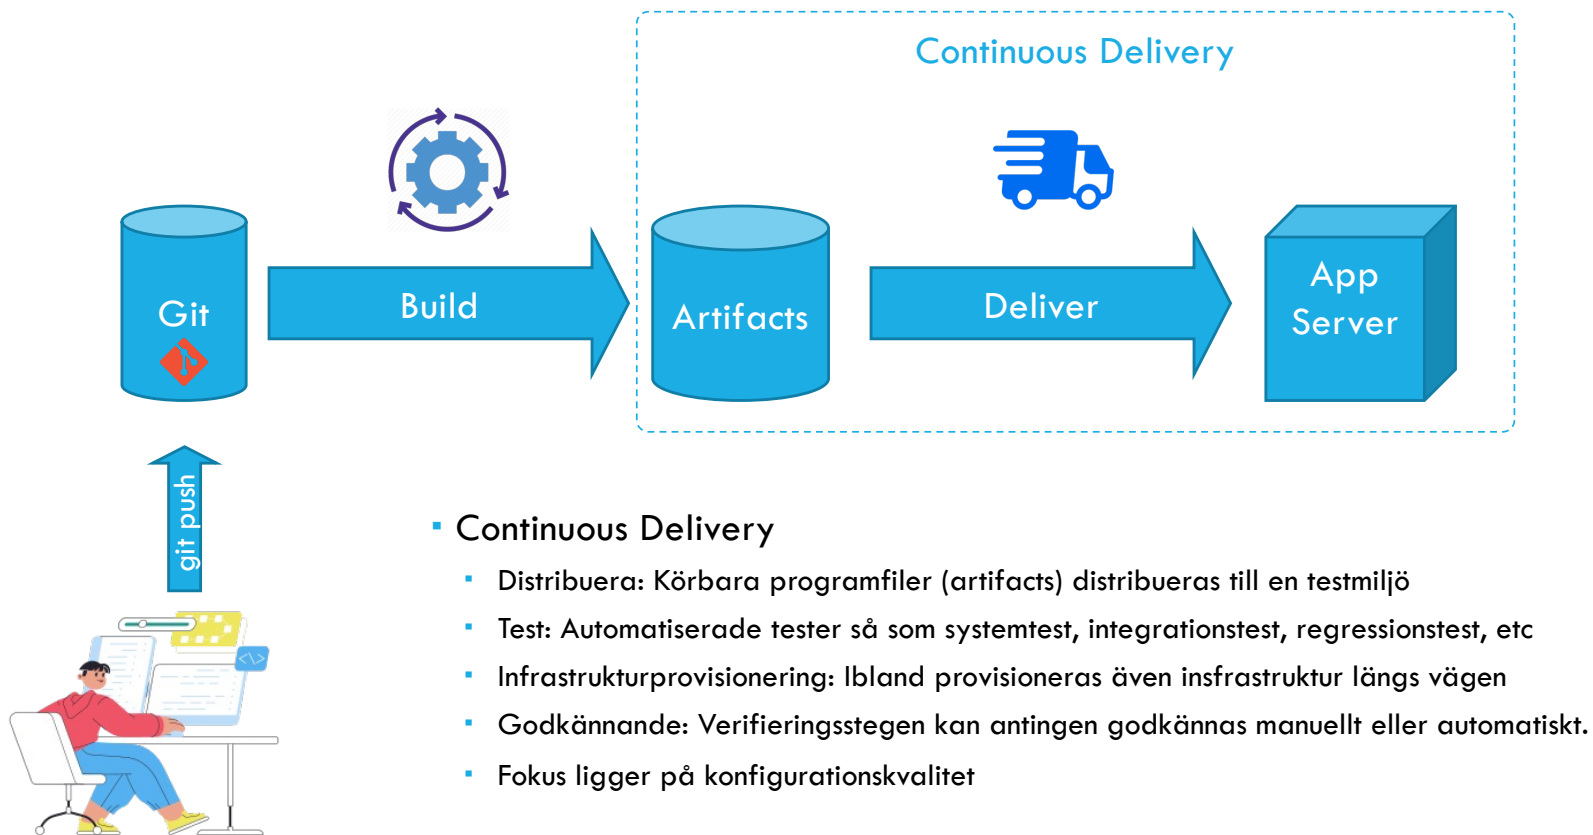 Continuous Delivery
Git
Build
Artifacts
Deliver
App
Server
git push
Continuous Delivery
Distribuera: Körbara programfiler (artifacts) distribueras till en testmiljö
Test: Automatiserade tester så som systemtest, integrationstest, regressionstest, etc
Infrastrukturprovisionering: Ibland provisioneras även insfrastruktur längs vägen
Godkännande: Verifieringsstegen kan antingen godkännas manuellt eller automatiskt.
Fokus ligger på konfigurationskvalitet